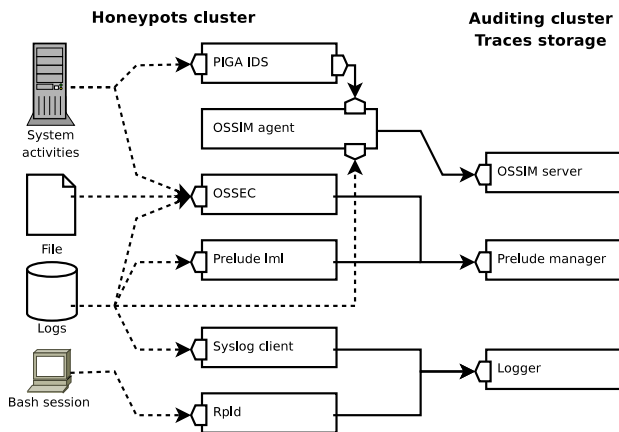 Honeypots cluster
Auditing cluster
Traces storage
System
activities
File
Logs
Bash session
PIGA IDS
OSSIM agent
OSSEC
Prelude lml
Syslog client
Rpld
OSSIM server
Prelude manager
Logger